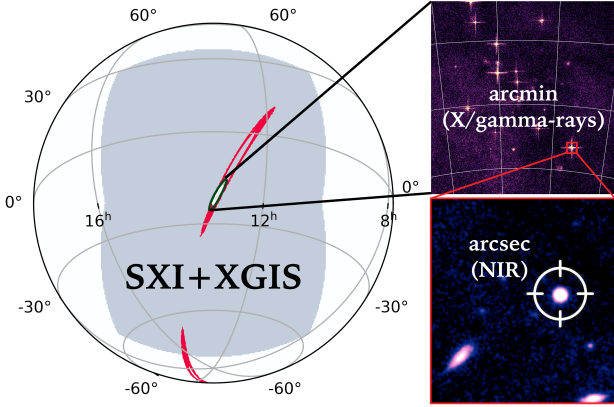 60°
60°
30°
0°
0°
16h
12h
8h
SXI+XGIS
-30°
-30°
-60°
-60°
arcmin
(X/gamma-rays)
arcsec
(NIR)